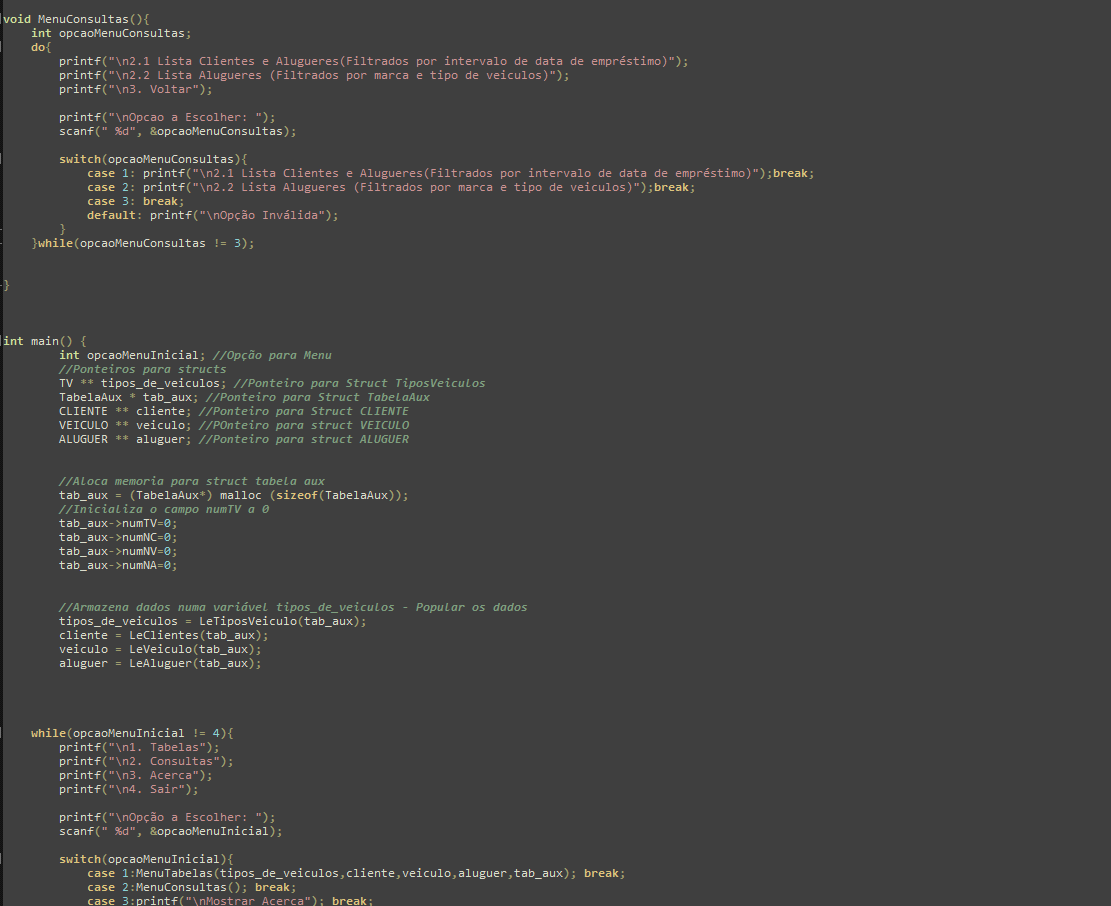 void MenuConsultas(){
int opcaoMenuConsultas;
do{
printf("\n2.1 Lista Clientes e Alugueres(Filtrados por intervalo de data de empréstimo)");
printf("\n2.2 Lista Alugueres (Filtrados por marca e tipo de veiculos)");
printf("\n3. Voltar");
printf("\nOpcao a Escolher: ");
scanf(" %d", &opcaoMenuConsultas);
switch(opcaoMenuConsultas){
case 1: printf("\n2.1 Lista Clientes e Alugueres(Filtrados por intervalo de data de empréstimo)");break;
case 2: printf("\n2.2 Lista Alugueres (Filtrados por marca e tipo de veiculos)");break;
case 3: break;
default: printf("\nOpção Inválida");
}
}while(opcaoMenuConsultas != 3);
}
int main() {
int opcaoMenuInicial; //Opção para Menu
//Ponteiros para structs
TV ** tipos_de_veiculos; //Ponteiro para Struct TiposVeiculos
TabelaAux * tab_aux; //Ponteiro para Struct TabelaAux
CLIENTE ** cliente; //Ponteiro para Struct CLIENTE
VEICULO ** veiculo; //POnteiro para struct VEICULO
ALUGUER ** aluguer; //Ponteiro para struct ALUGUER
//Aloca memoria para struct tabela aux
tab_aux = (TabelaAux*) malloc (sizeof(TabelaAux));
//Inicializa o campo numTV a 0
tab_aux->numTV=0;
tab_aux->numNC=0;
tab_aux->numNV=0;
tab_aux->numNA=0;
//Armazena dados numa variável tipos_de_veiculos - Popular os dados
tipos_de_veiculos = LeTiposVeiculo(tab_aux);
cliente = LeClientes(tab_aux);
veiculo = LeVeiculo(tab_aux);
aluguer = LeAluguer(tab_aux);
while(opcaoMenuInicial != 4){
printf("\n1. Tabelas");
printf("\n2. Consultas");
printf("\n3. Acerca");
printf("\n4. Sair");
printf("\nOpção a Escolher: ");
scanf(" %d", &opcaoMenuInicial);
switch(opcaoMenuInicial){
case 1:MenuTabelas(tipos_de_veiculos,cliente,veiculo,aluguer,tab_aux); break;
case 2:MenuConsultas(); break;
case 3:printf("\nMostrar Acerca"); break;